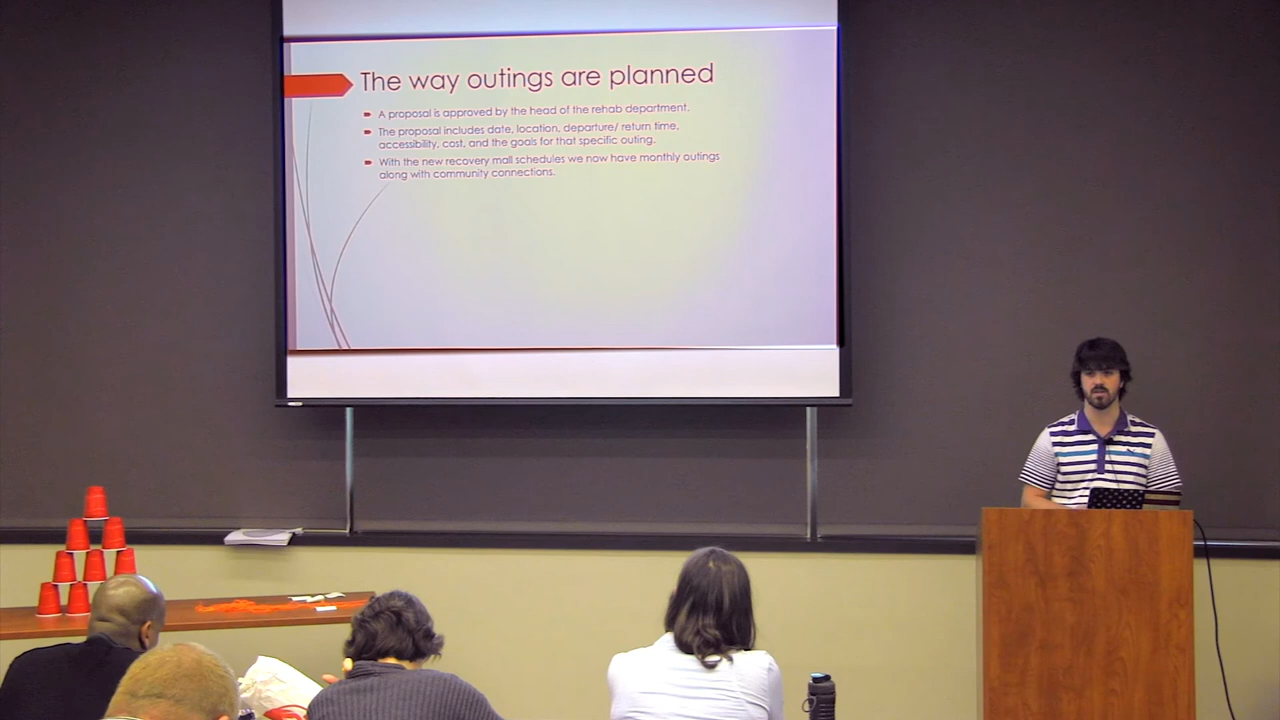 The way outings are planned
A proposal is approved by the head of the rehab department.
The proposal includes date, location, departure/ return time,
accessibility, cost, and the goals for that specific outing.
With the new recovery mall schedules we now have monthly outings
along with community connections.